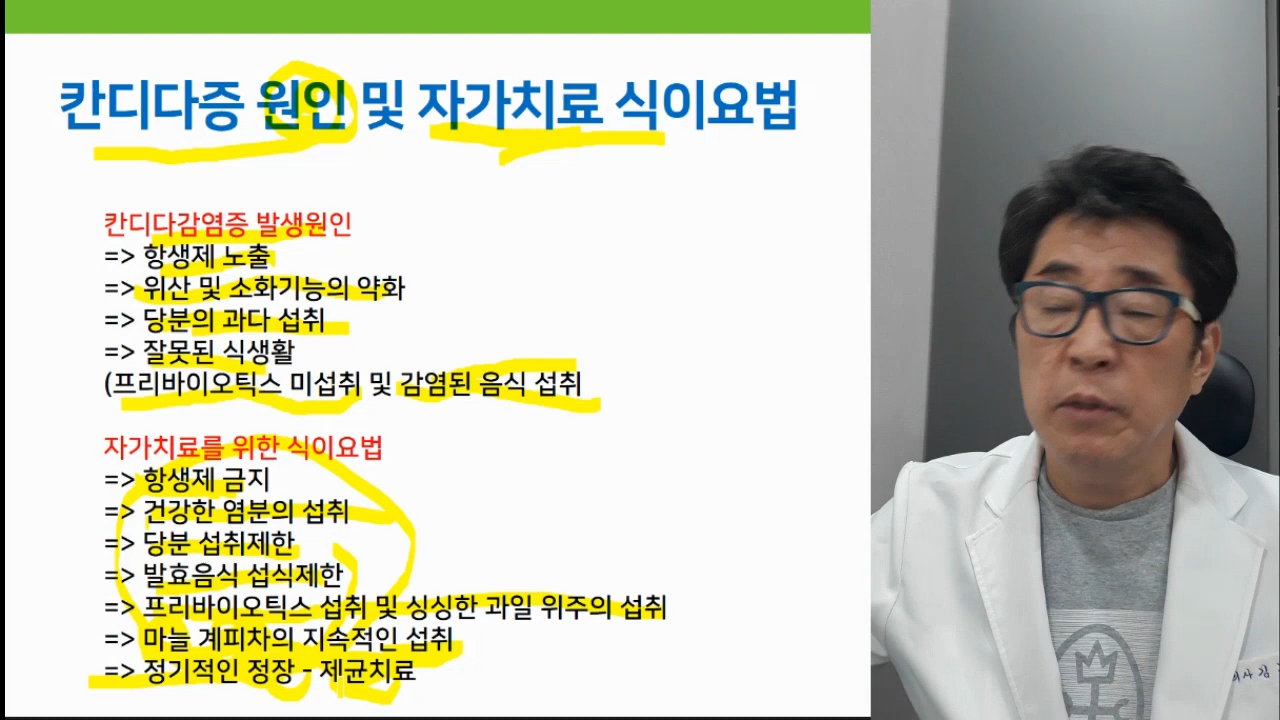 칸디다증 원인 및 자가치료 식이요법
칸디다감염증 발생원인
=> 항생제 노출
=> 위산 및 소화기능의 약화
=> 당분의 과다 섭취
=> 잘못된 식생활
(프리바이오틱스 미섭취 및 감염된 음식 섭취
자가치료를 위한 식이요법
=> 항생제 금지
=> 건강한 염분의 섭취
=> 당분 섭취제한
=> 발효음식 섭식제한
=> 프리바이오틱스 섭취 및 싱싱한 과일 위주의 섭취
=> 마늘 계피차의 지속적인 섭취
=> 정기적인 정장 - 제균치료